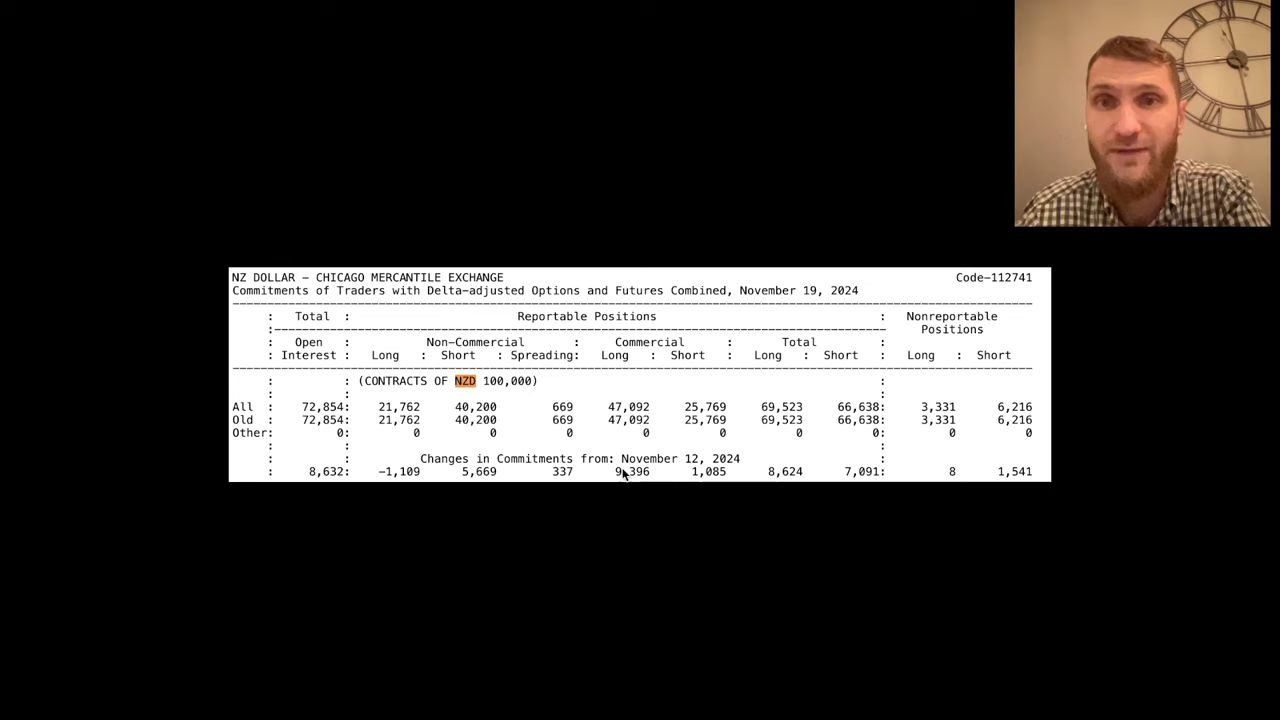 NZ DOLLAR – CHICAGO MERCANTILE EXCHANGE Code-112741
Commitments of Traders with Delta-adjusted Options and Futures Combined, November 19, 2024
: Total : Reportable Positions : Nonreportable
: : Positions
: Open : Non-Commercial : Commercial : Total :
: Interest: Long : Short : Spreading: Long : Short : Long : Short : Long : Short
: : (CONTRACTS OF NZD 100,000) :
: : :
All : 72,854: 21,762 40,200 669 47,092 25,769 69,523 66,638: 3,331 6,216
Old : 72,854: 21,762 40,200 669 47,092 25,769 69,523 66,638: 3,331 6,216
Other: 0: 0 0 0 0 0 0 0: 0 0
: : :
: : Changes in Commitments from: November 12, 2024 :
: 8,632: –1,109 5,669 337 9,396 1,085 8,624 7,091: 8 1,541